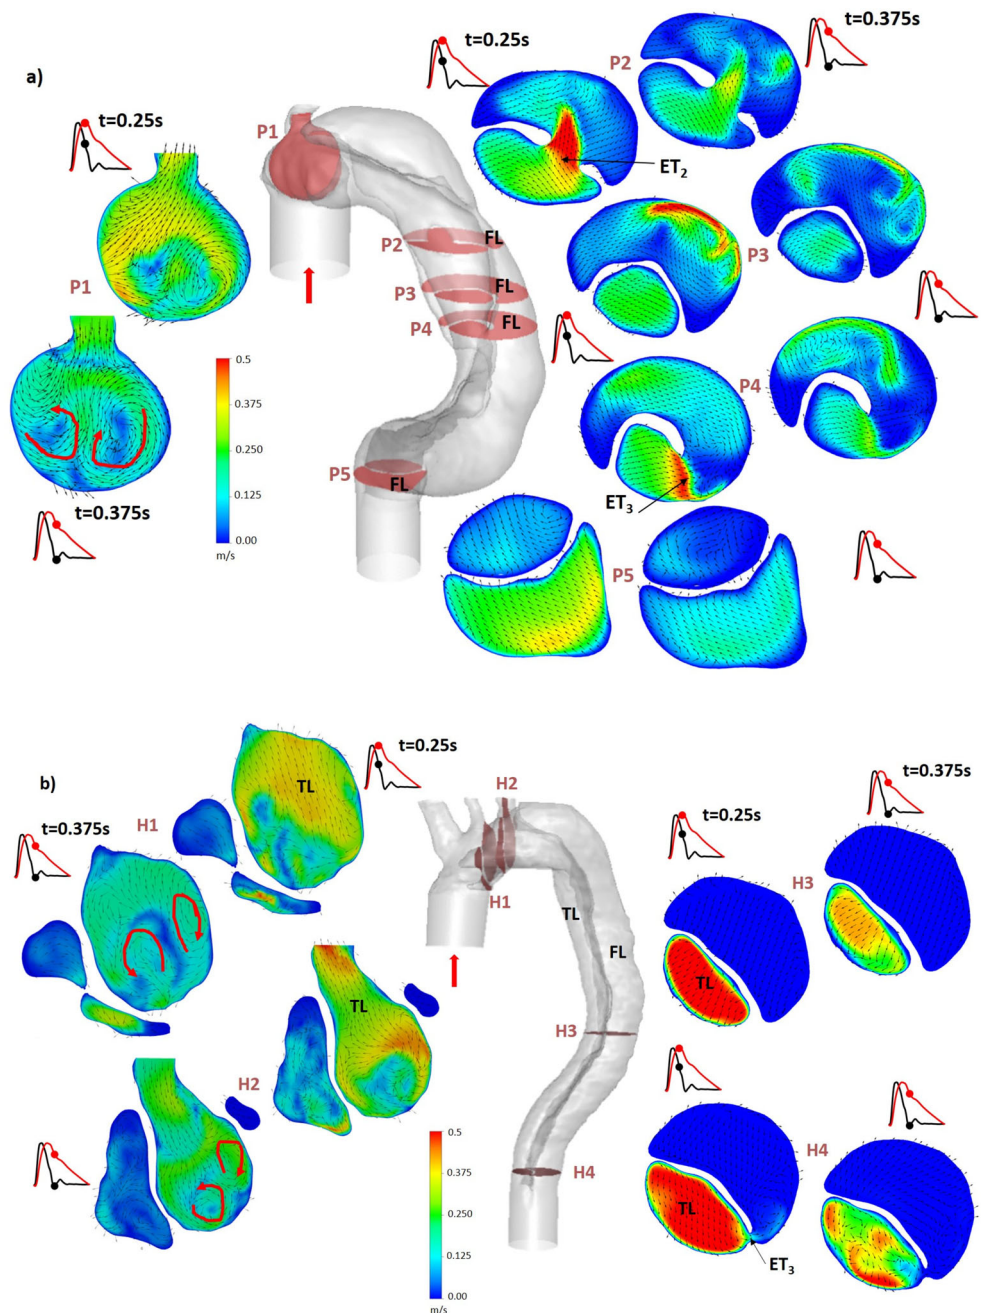 a)
t=0.25s
P1
t=0.375s
0.5
0.375
0.250
0.125
0.00
m/s
P1
P2
FL
P3
FL
P4
FL
P5
FL
t=0.25s
P2
t=0.375s
ET2
P3
P4
ET3
P5
b)
t=0.25s
TL
H1
t=0.375s
TL
H2
H2
H1
TL
FL
H3
H4
0.5
0.375
0.250
0.125
0.00
m/s
t=0.25s
t=0.375s
H3
TL
H4
TL
ET3